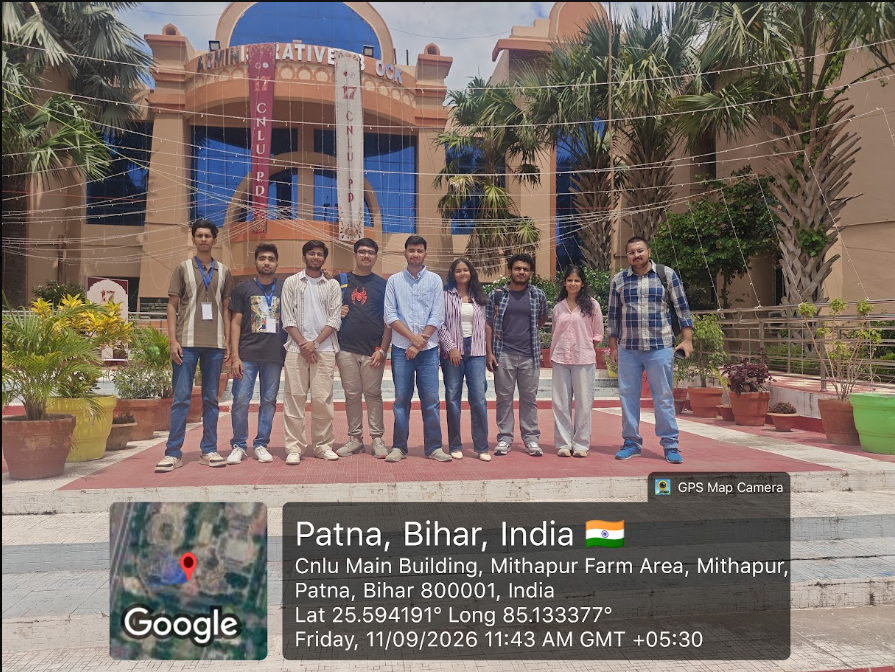 ADMINISTRATIVE BLOCK
17
CNLU PD
17
CNLU PD
17
GPS Map Camera
Patna, Bihar, India 🇮🇳
Cnlu Main Building, Mithapur Farm Area, Mithapur,
Patna, Bihar 800001, India
Lat 25.594191° Long 85.133377°
Friday, 11/09/2026 11:43 AM GMT +05:30
Google